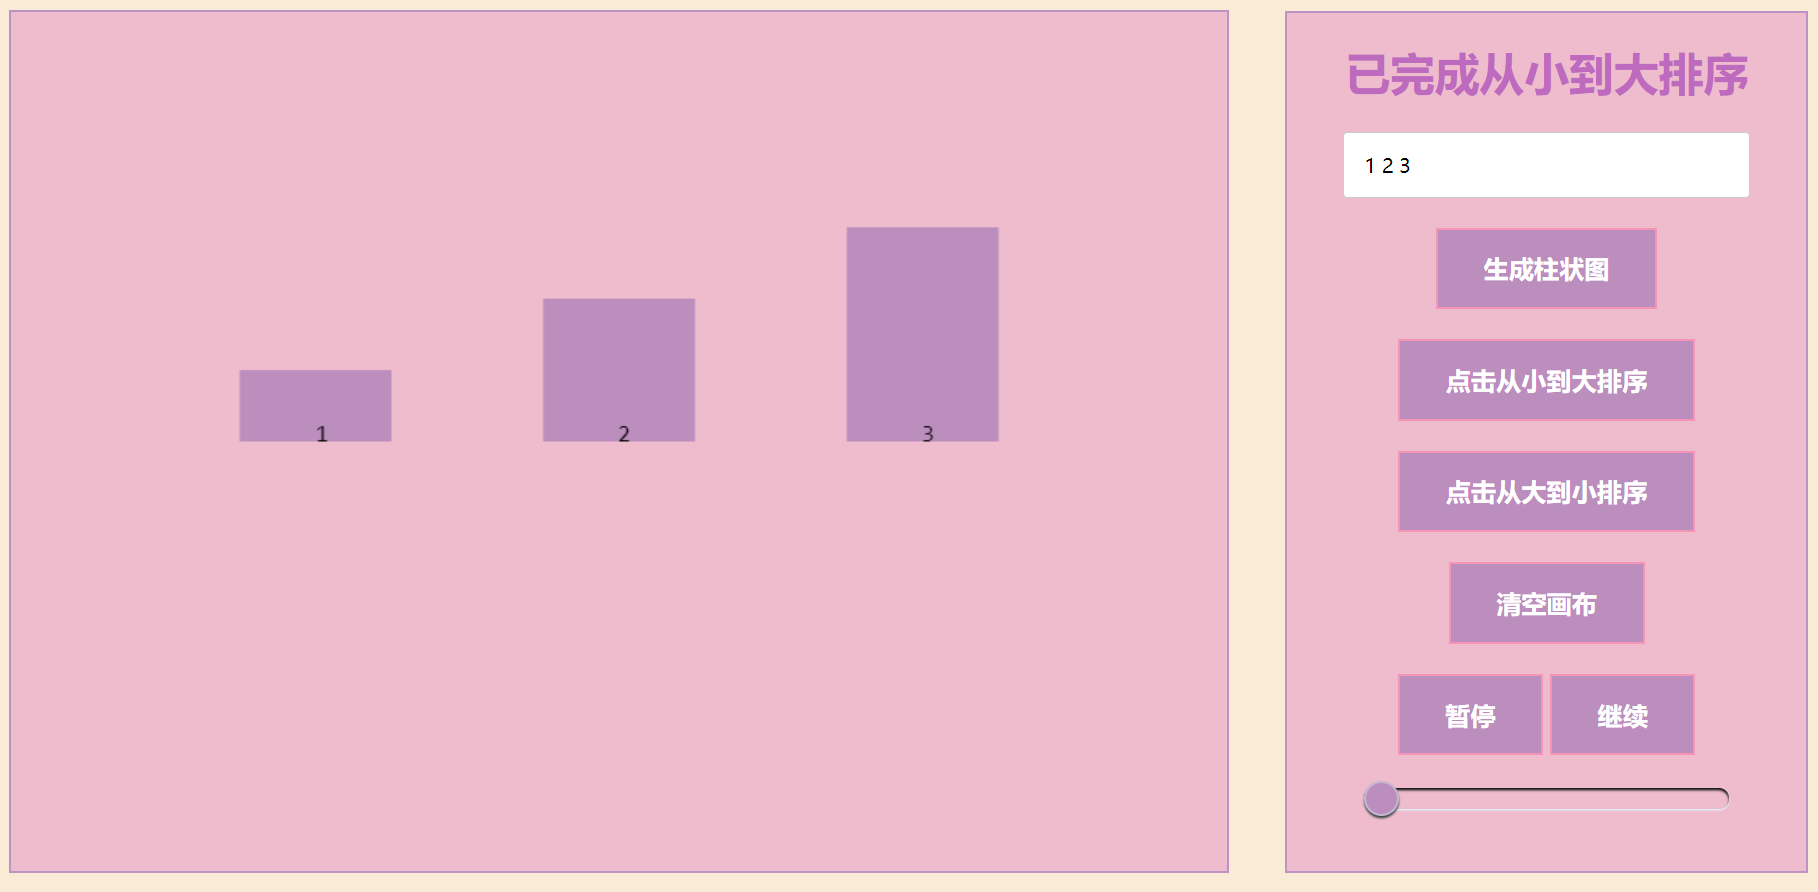 1
2
3
已完成从小到大排序
1 2 3
生成柱状图
点击从小到大排序
点击从大到小排序
清空画布
暂停 继续